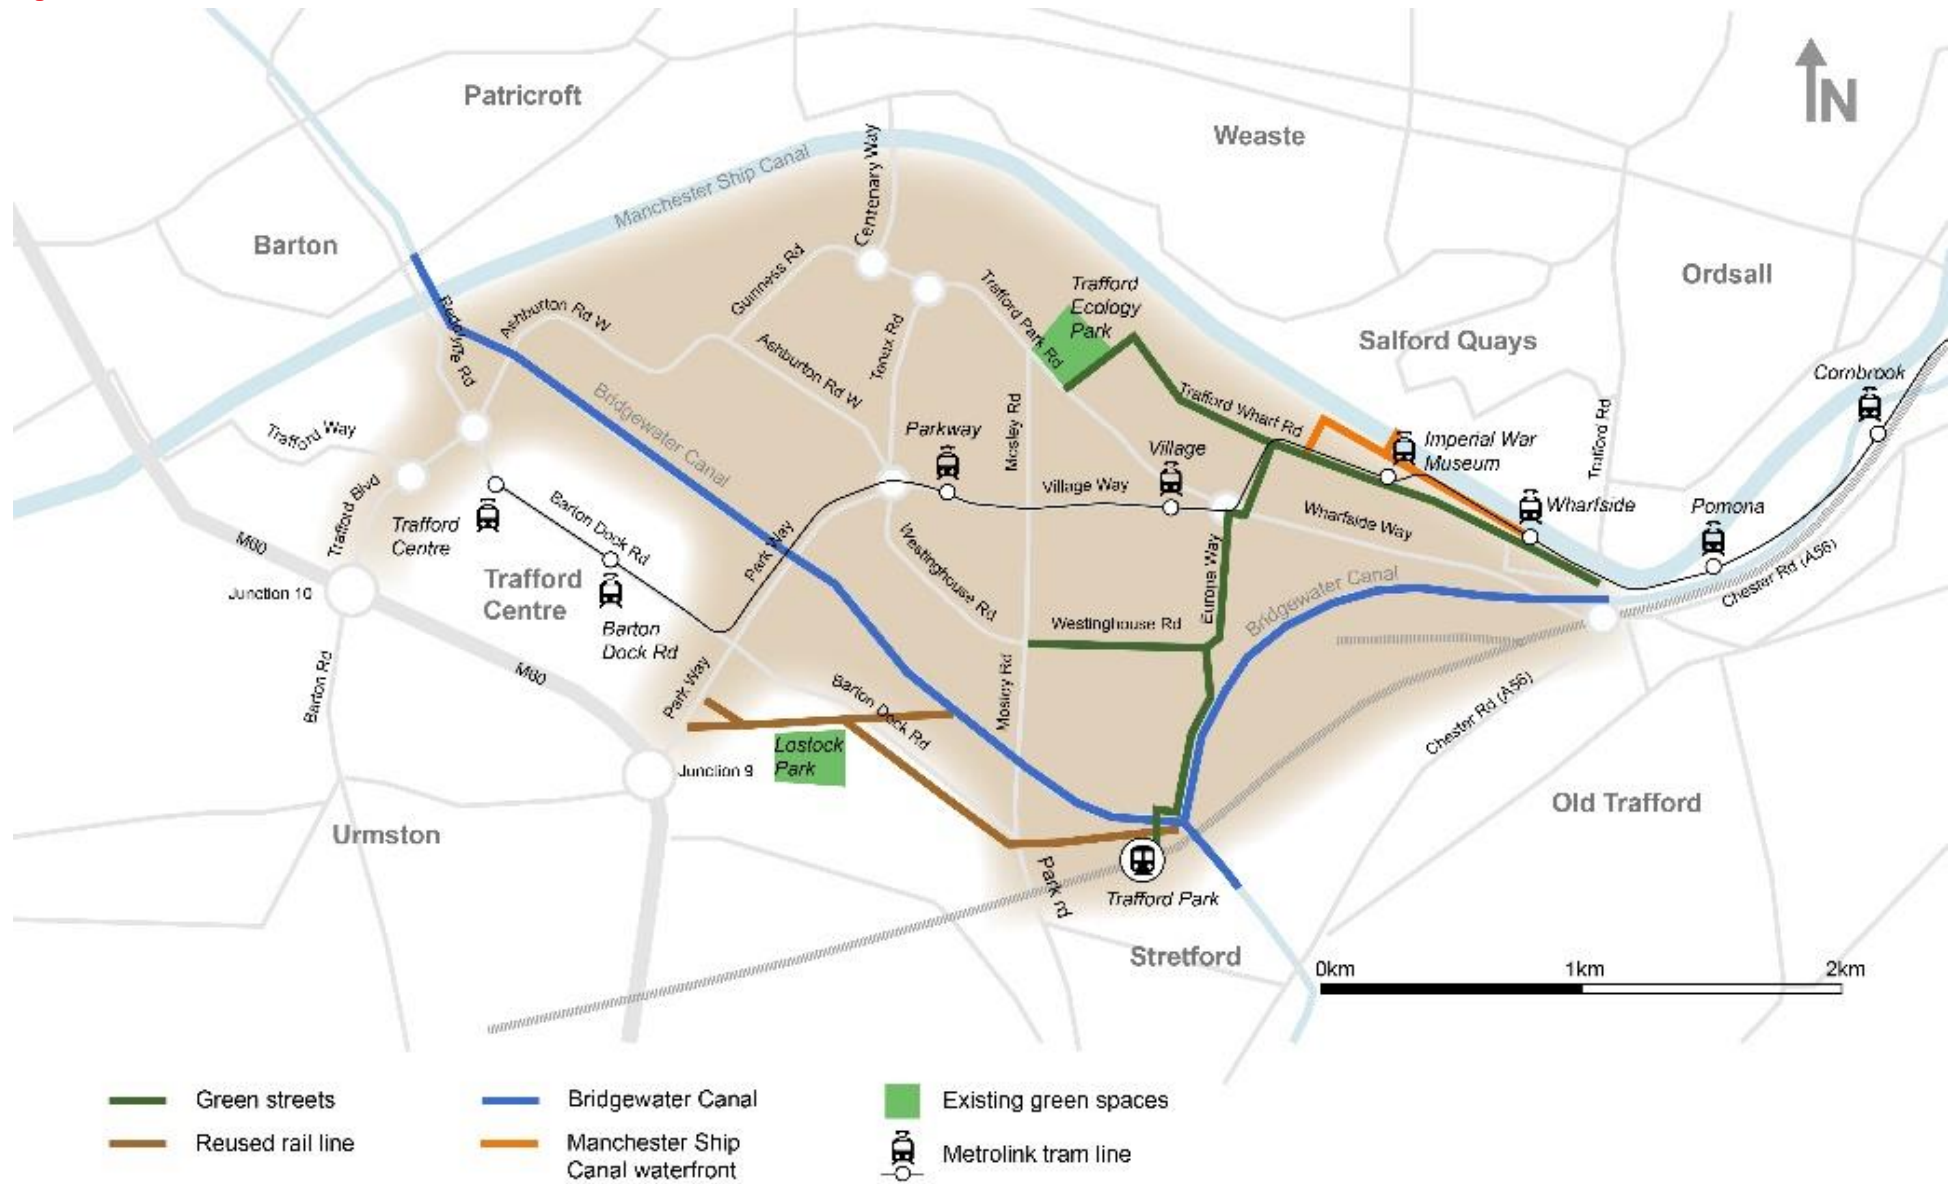 Patricroft
Weaste
N
Manchester Ship Canal
Centenary Way
Barton
Ordsall
Guinness Rd
Trafford Park Rd
Trafford
Ecology
Park
Redclyffe Rd
Ashburton Rd W
Ashburton Rd W
Tenax Rd
Salford Quays
Cornbrook
Bridgewater Canal
Mosley Rd
Trafford Wharf Rd
Trafford Rd
Trafford Way
Parkway
Village
Imperial War
Museum
Trafford Blvd
Village Way
Wharfside
Pomona
Trafford
Centre
Barton Dock Rd
Wharfside Way
M60
Park Way
Westinghouse Rd
Europa Way
Bridgewater Canal
Chester Rd (A56)
Junction 10
Trafford
Centre
Barton
Dock Rd
Westinghouse Rd
M60
Barton Rd
Park Way
Barton Dock Rd
Mosley Rd
Chester Rd (A56)
Lostock
Park
Junction 9
Old Trafford
Urmston
Park rd
Trafford Park
Stretford
0km
1km
2km
Green streets
Bridgewater Canal
Existing green spaces
Reused rail line
Manchester Ship
Canal waterfront
Metrolink tram line